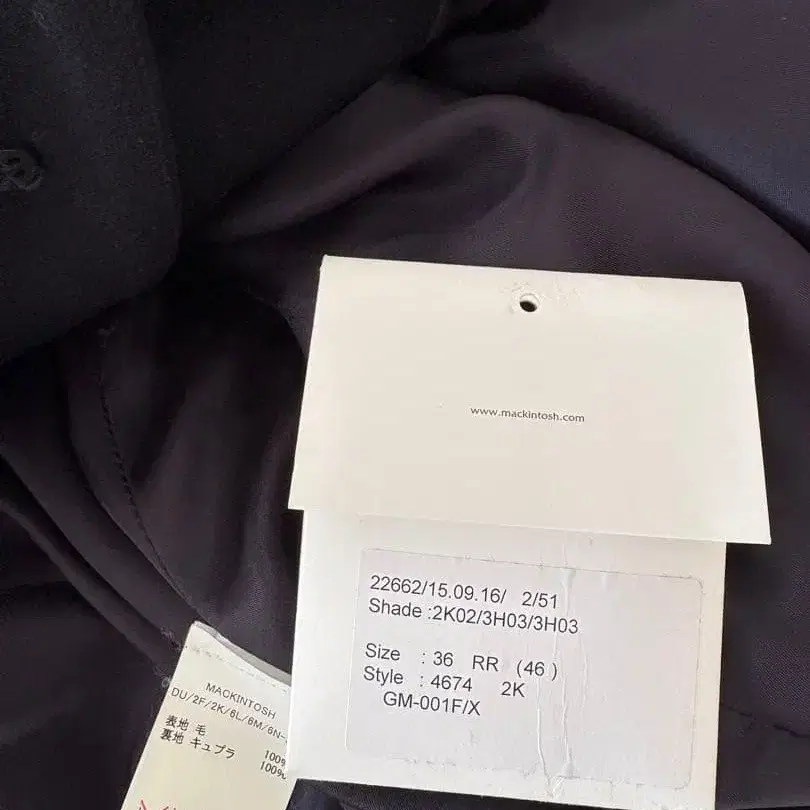 www.mackintosh.com
22662/15.09.16/ 2/51
Shade :2K02/3H03/3H03
Size : 36 RR (46)
Style : 4674 2K
GM-001F/X
MACKINTOSH
DU/2F/2K/6L/6M/6N-
表地 毛 100%
裏地 キュプラ 100%